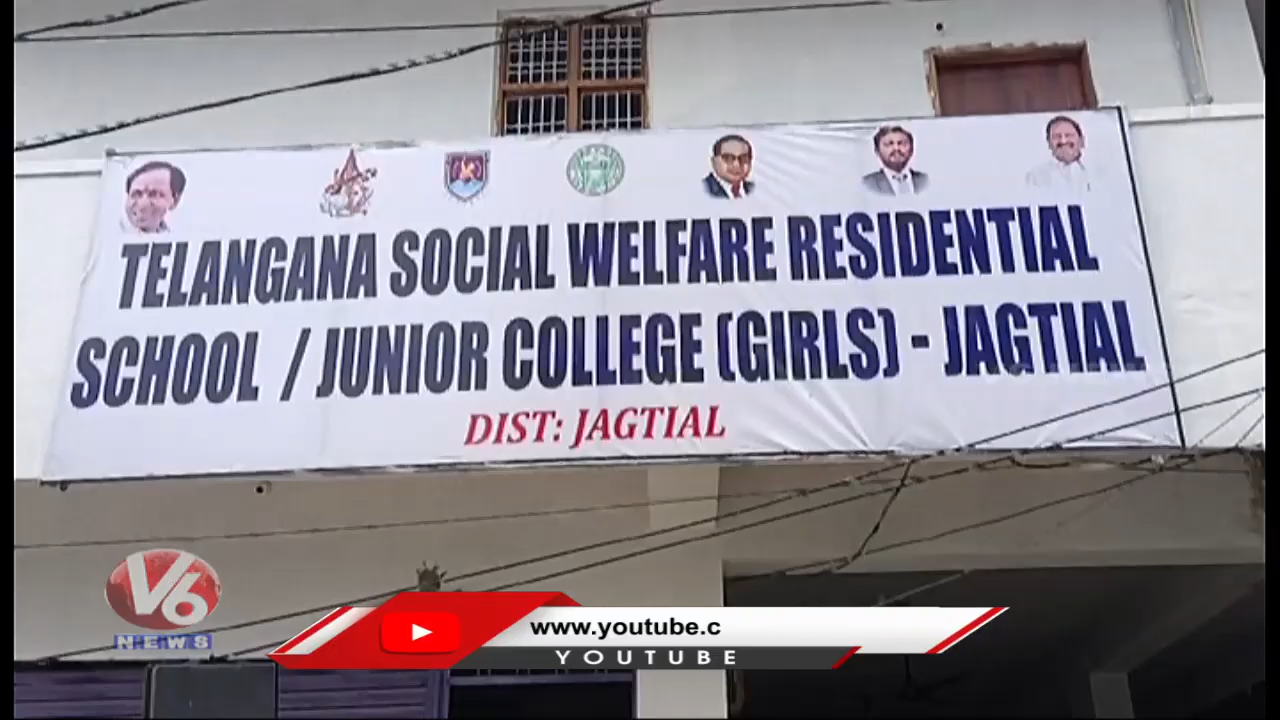 TELANGANA SOCIAL WELFARE RESIDENTIAL
SCHOOL / JUNIOR COLLEGE (GIRLS) - JAGTIAL
DIST: JAGTIAL
V6
NEWS
www.youtube.c
YOUTUBE